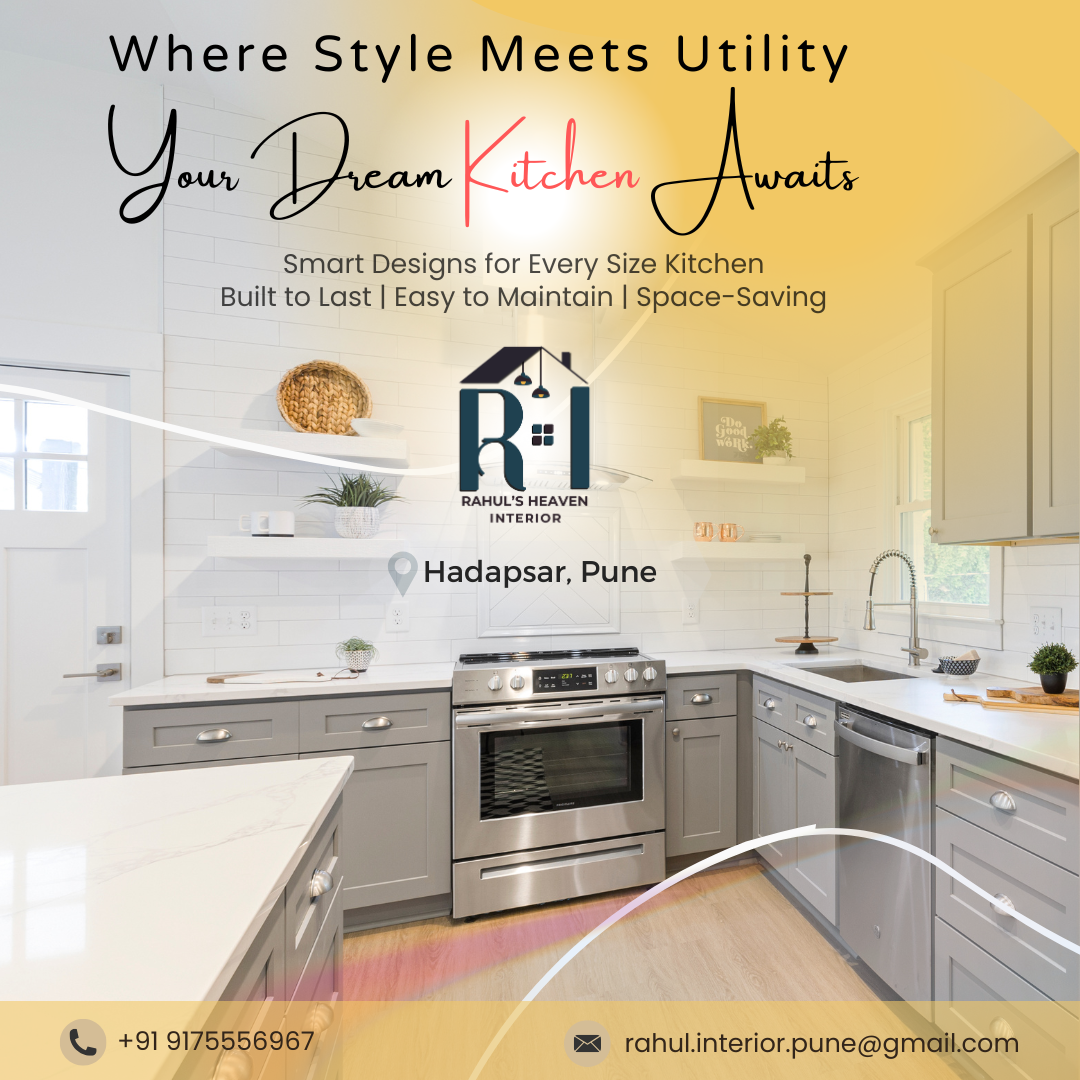 Where Style Meets Utility
Your Dream Kitchen Awaits
Smart Designs for Every Size Kitchen
Built to Last | Easy to Maintain | Space-Saving
R I
RAHUL'S HEAVEN
INTERIOR
Do
Good
work.
Hadapsar, Pune
+91 9175556967
rahul.interior.pune@gmail.com